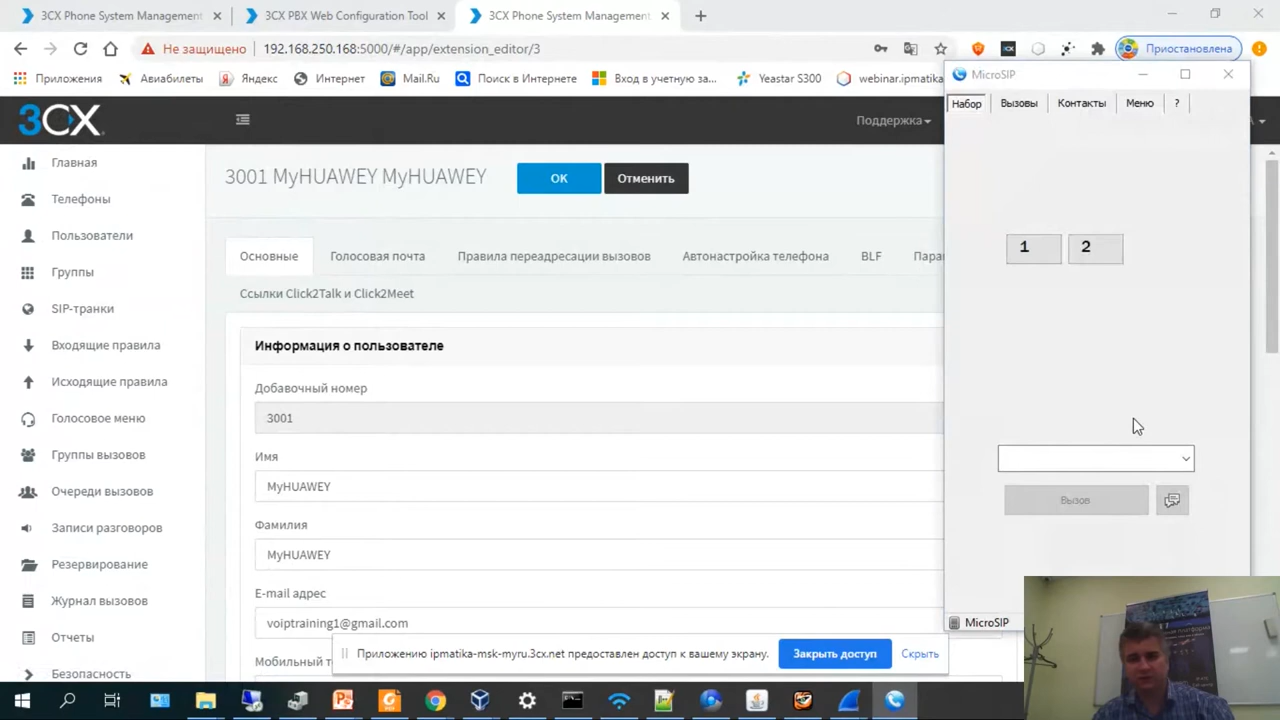 3CX Phone System Management
3CX PBX Web Configuration Tool
3CX Phone System Management
Не защищено
192.168.250.168:5000/#/app/extension_editor/3
Приостановлена
Приложения
Авиабилеты
Яндекс
Интернет
Mail.Ru
Поиск в Интернете
Вход в учетную за...
Yeastar S300
webinar.ipmatika
MicroSIP
Набор
Вызовы
Контакты
Меню
?
3CX
Поддержка
Главная
Телефоны
Пользователи
Группы
SIP-транки
Входящие правила
Исходящие правила
Голосовое меню
Группы вызовов
Очереди вызовов
Записи разговоров
Резервирование
Журнал вызовов
Отчеты
Безопасность
3001 MyHUAWEY MyHUAWEY
OK
Отменить
Основные
Голосовая почта
Правила переадресации вызовов
Автонастройка телефона
BLF
Пара
Ссылки Click2Talk и Click2Meet
Информация о пользователе
Добавочный номер
3001
Имя
MyHUAWEY
Фамилия
MyHUAWEY
E-mail адрес
voiptraining1@gmail.com
Мобильный т
1
2
Вызов
MicroSIP
Приложению ipmatika-msk-myru.3cx.net предоставлен доступ к вашему экрану.
Закрыть доступ
Скрыть